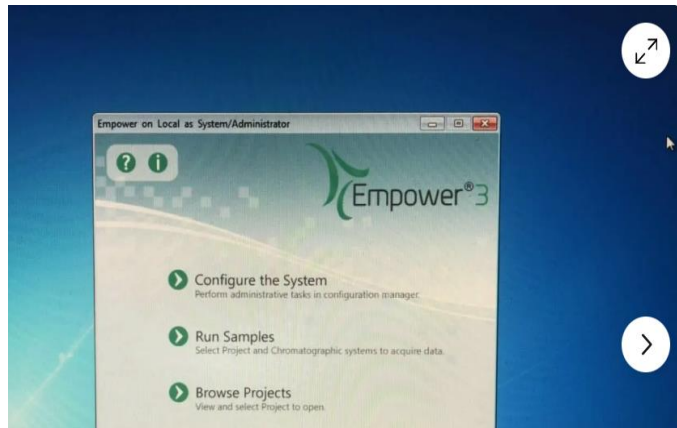 Empower on Local as System/Administrator
Empower®3
Configure the System
Perform administrative tasks in configuration manager.
Run Samples
Select Project and Chromatographic systems to acquire data.
Browse Projects
View and select Project to open.